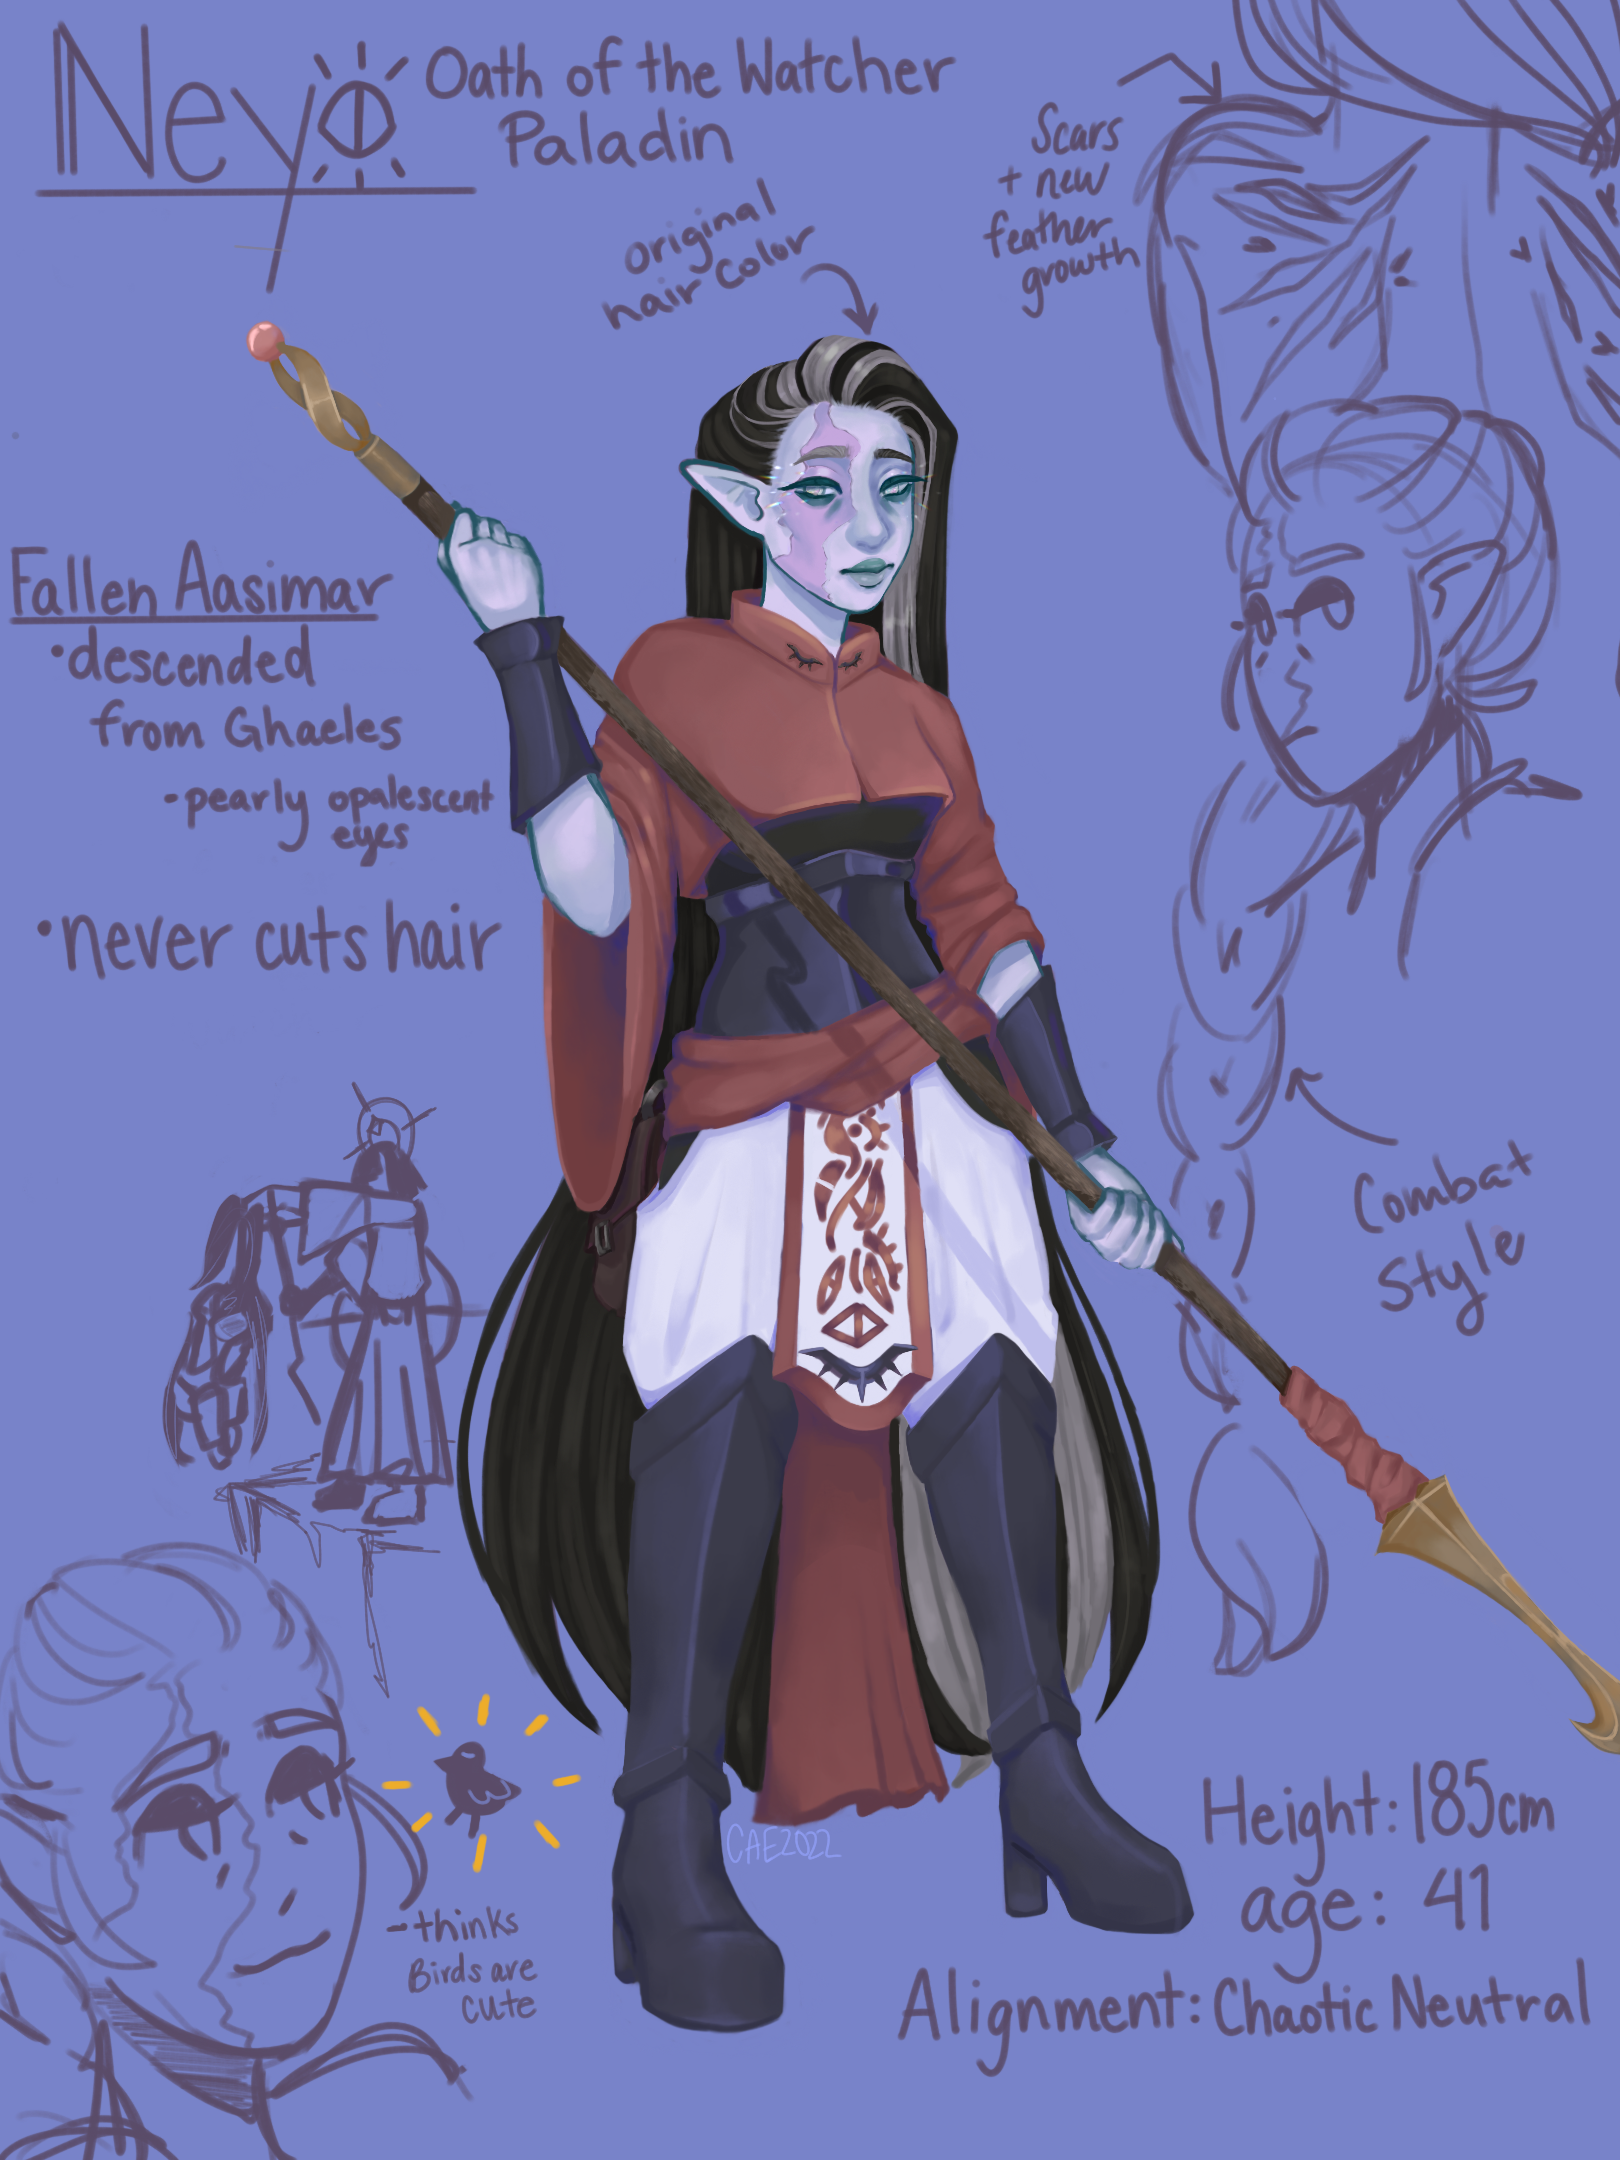 Neyo
Oath of the Watcher
Paladin
original
hair color
Scars
+ new
feather
growth
Fallen Aasimar
•descended
from Ghaeles
-pearly opalescent
eyes
•never cuts hair
Combat
Style
-thinks
Birds are
cute
CAE2022
Height: 185cm
age: 41
Alignment: Chaotic Neutral